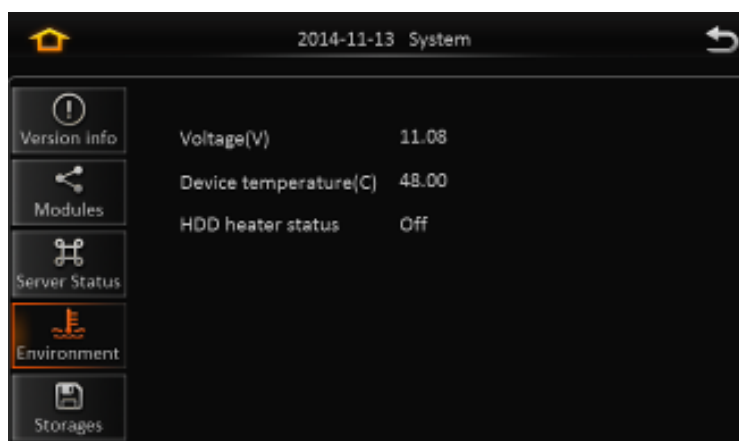 2014-11-13 System
Version info
Modules
Server Status
Environment
Storages
Voltage(V) 11.08
Device temperature(C) 48.00
HDD heater status Off